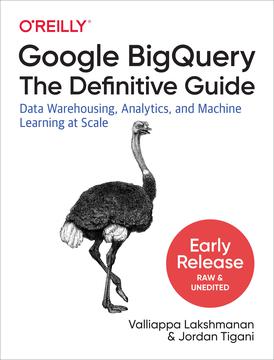 O'REILLY®
Google BigQuery
The Definitive Guide
Data Warehousing, Analytics, and Machine
Learning at Scale
Early
Release
RAW &
UNEDITED
Valliappa Lakshmanan
& Jordan Tigani